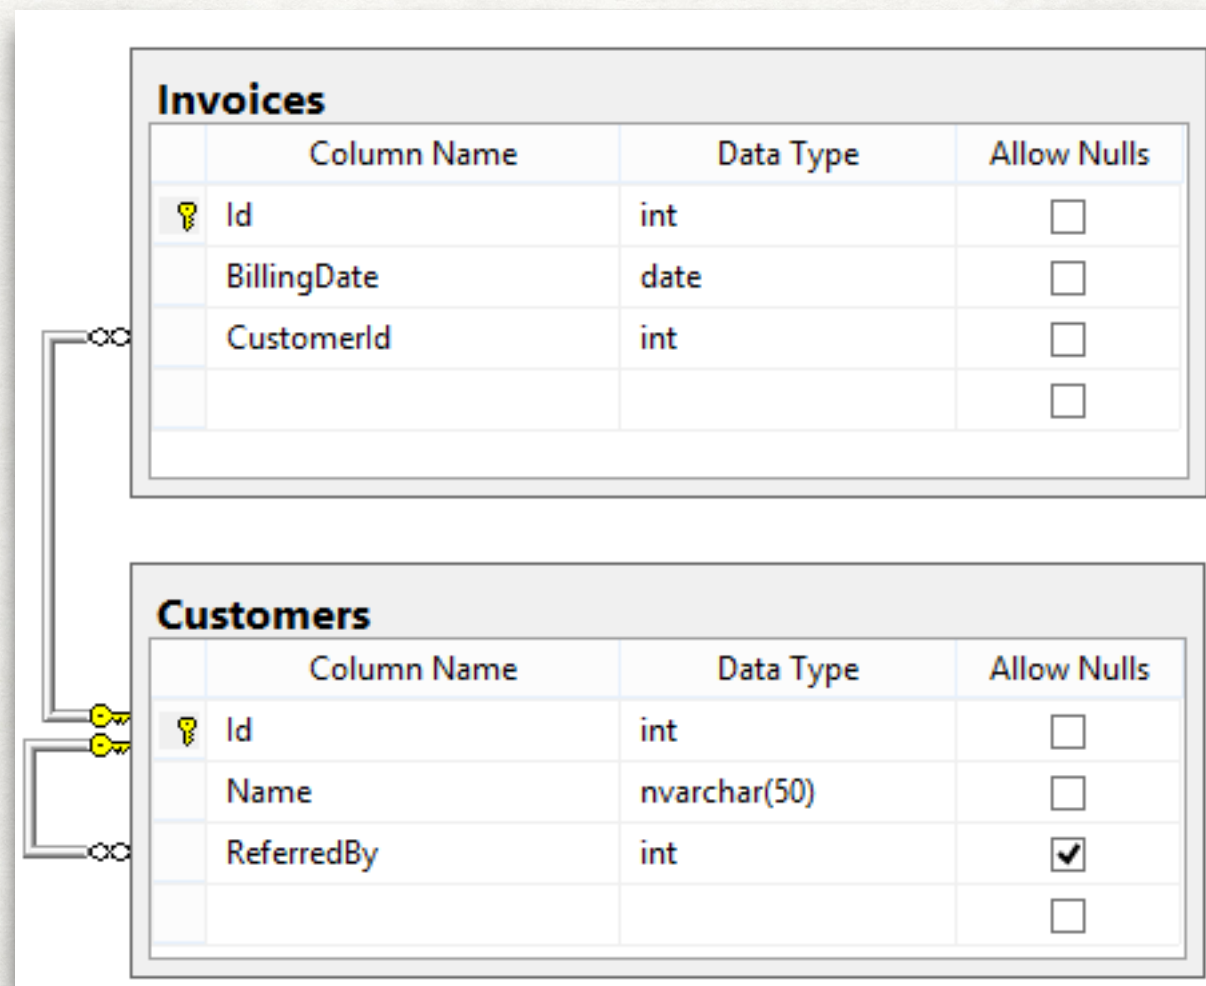 Invoices
Column Name Data Type Allow Nulls
Id int
BillingDate date
CustomerId int
Customers
Column Name Data Type Allow Nulls
Id int
Name nvarchar(50)
ReferredBy int